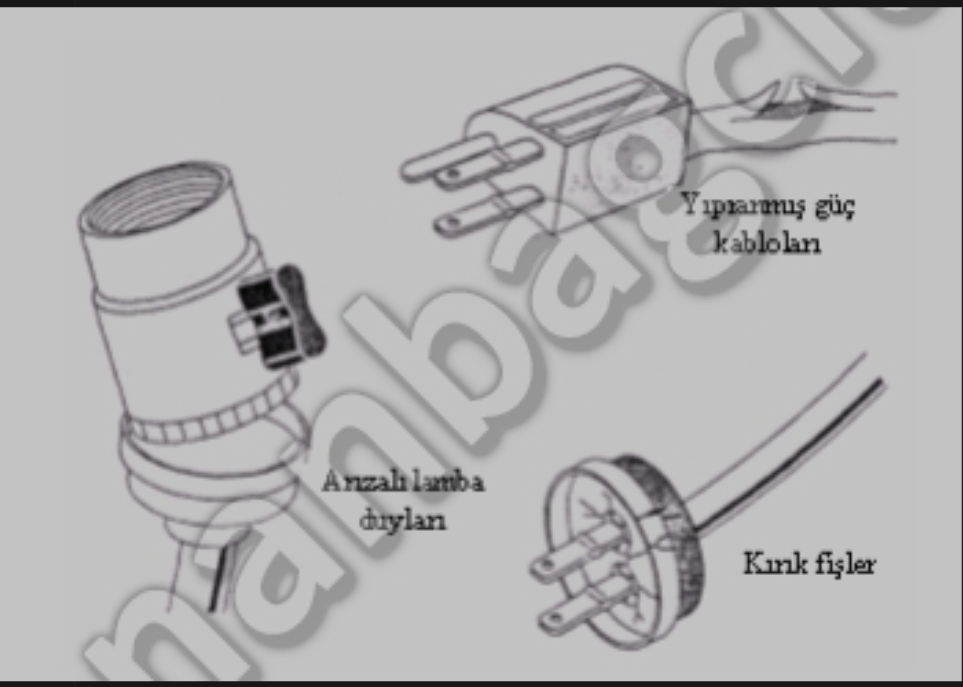 Yıpranmış güç
kabloları
Arızalı lamba
duyları
Kırık fişler